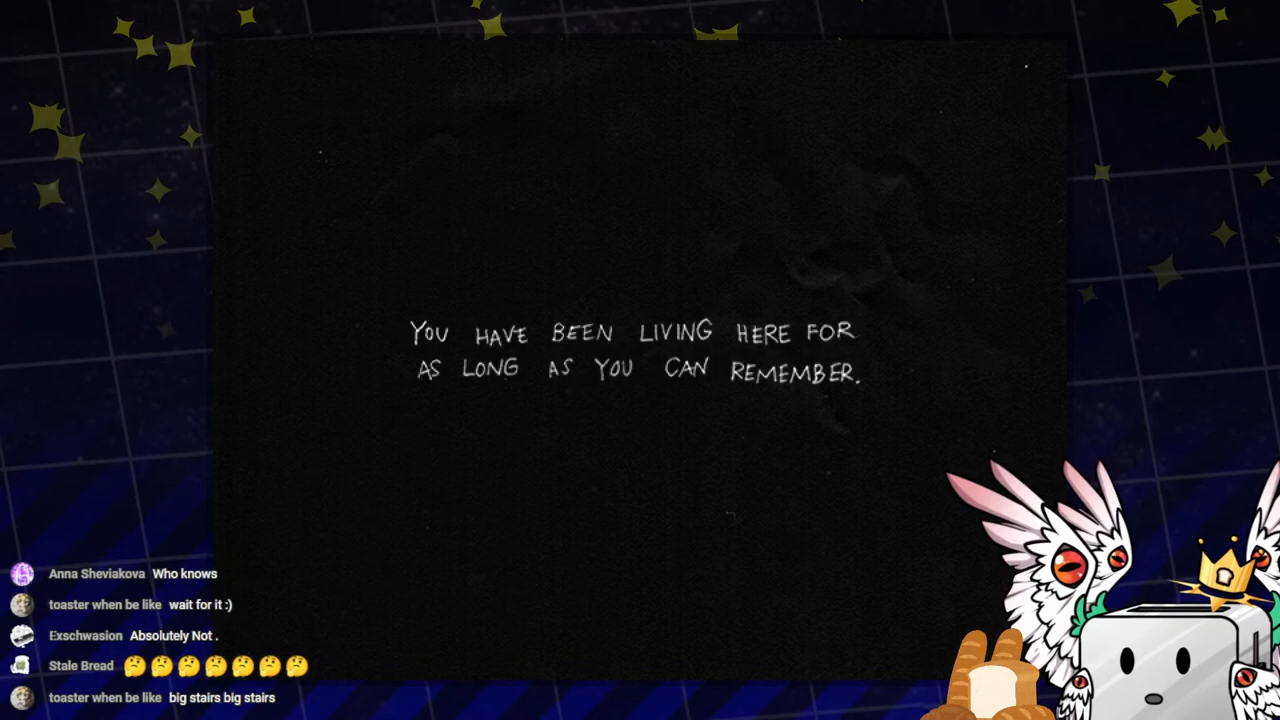 YOU HAVE BEEN LIVING HERE FOR
AS LONG AS YOU CAN REMEMBER.
Anna Sheviakova Who knows
toaster when be like wait for it :)
Exschwasion Absolutely Not .
Stale Bread 🤔🤔🤔🤔🤔🤔🤔
toaster when be like big stairs big stairs